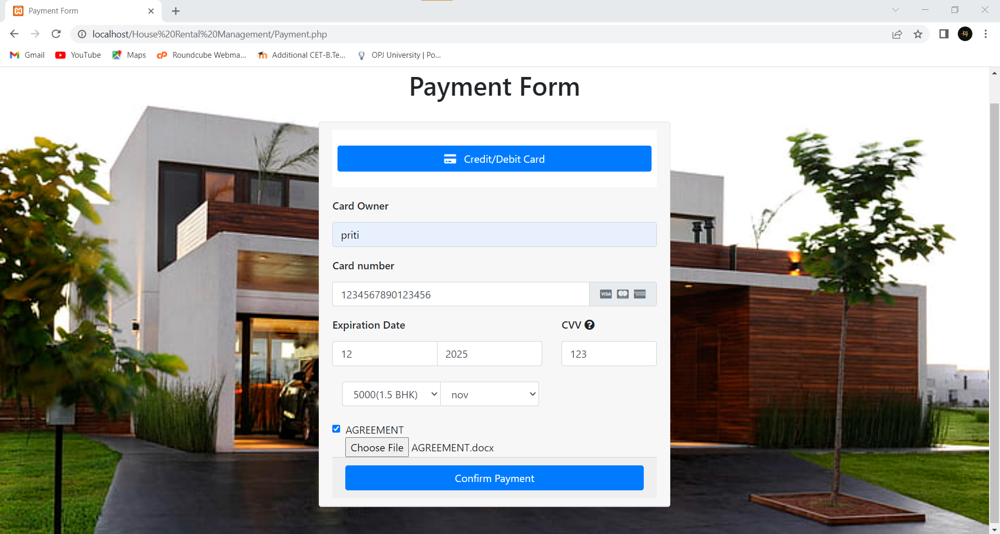 Payment Form
localhost/House%20Rental%20Management/Payment.php
Gmail YouTube Maps Roundcube Webma... Additional CET-B.Te... OPJ University | Po...
Payment Form
Credit/Debit Card
Card Owner
priti
Card number
1234567890123456 VISA
Expiration Date CVV
12 2025 123
5000(1.5 BHK) nov
AGREEMENT
Choose File AGREEMENT.docx
Confirm Payment